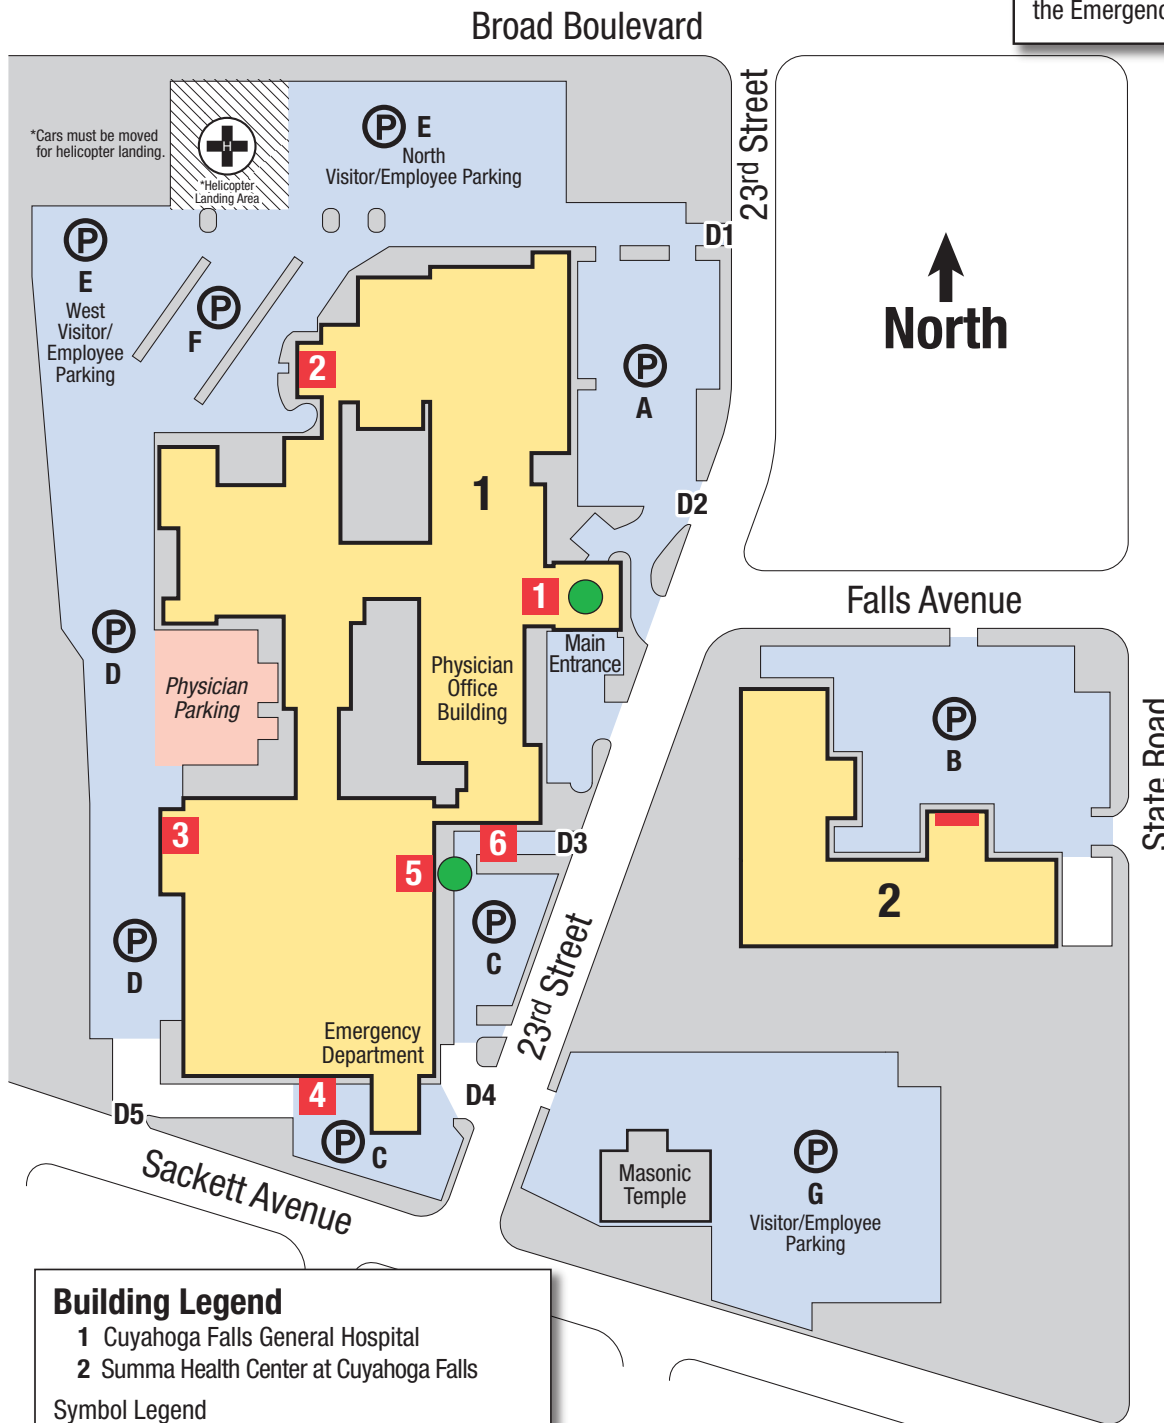 the Emergenc
Broad Boulevard
23rd Street
*Cars must be moved
for helicopter landing.
H
*Helicopter
Landing Area
P E
North
Visitor/Employee Parking
D1
P
E
West
Visitor/
Employee
Parking
P
F
North
2
P
A
1
D2
1
Main
Entrance
Falls Avenue
P
D
Physician
Parking
Physician
Office
Building
P
B
State Road
3
6
D3
5
2
P
C
P
D
23rd Street
Emergency
Department
4
D4
D5
P C
Sackett Avenue
Masonic
Temple
P
G
Visitor/Employee
Parking
Building Legend
1 Cuyahoga Falls General Hospital
2 Summa Health Center at Cuyahoga Falls
Symbol Legend